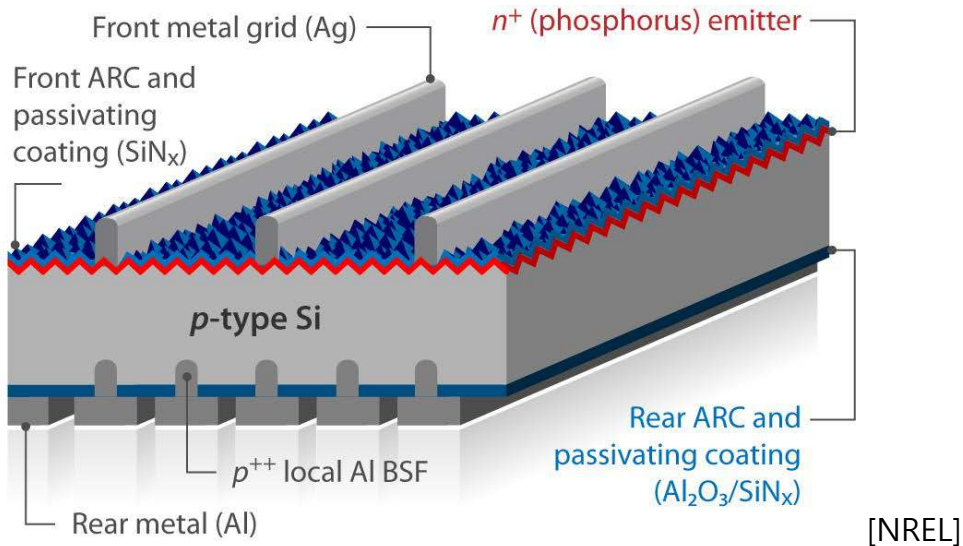 Front metal grid (Ag)
n⁺ (phosphorus) emitter
Front ARC and
passivating
coating (SiNₓ)
p-type Si
Rear ARC and
passivating coating
(Al₂O₃/SiNₓ)
p⁺⁺ local Al BSF
Rear metal (Al)
[NREL]